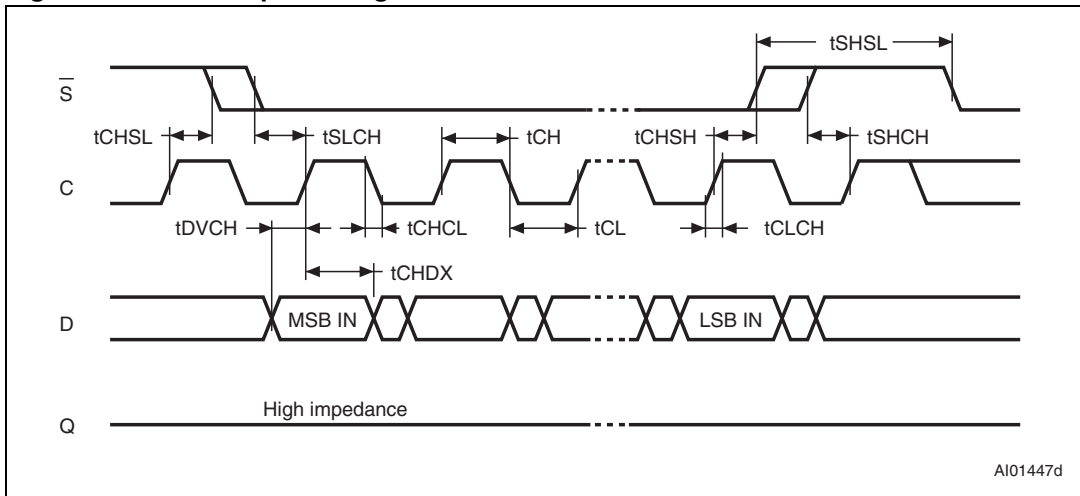 tSHSL
S
tCHSL
tSLCH
tCH
tCHSH
tSHCH
C
tDVCH
tCHCL
tCL
tCLCH
tCHDX
D
MSB IN
LSB IN
High impedance
Q
AI01447d